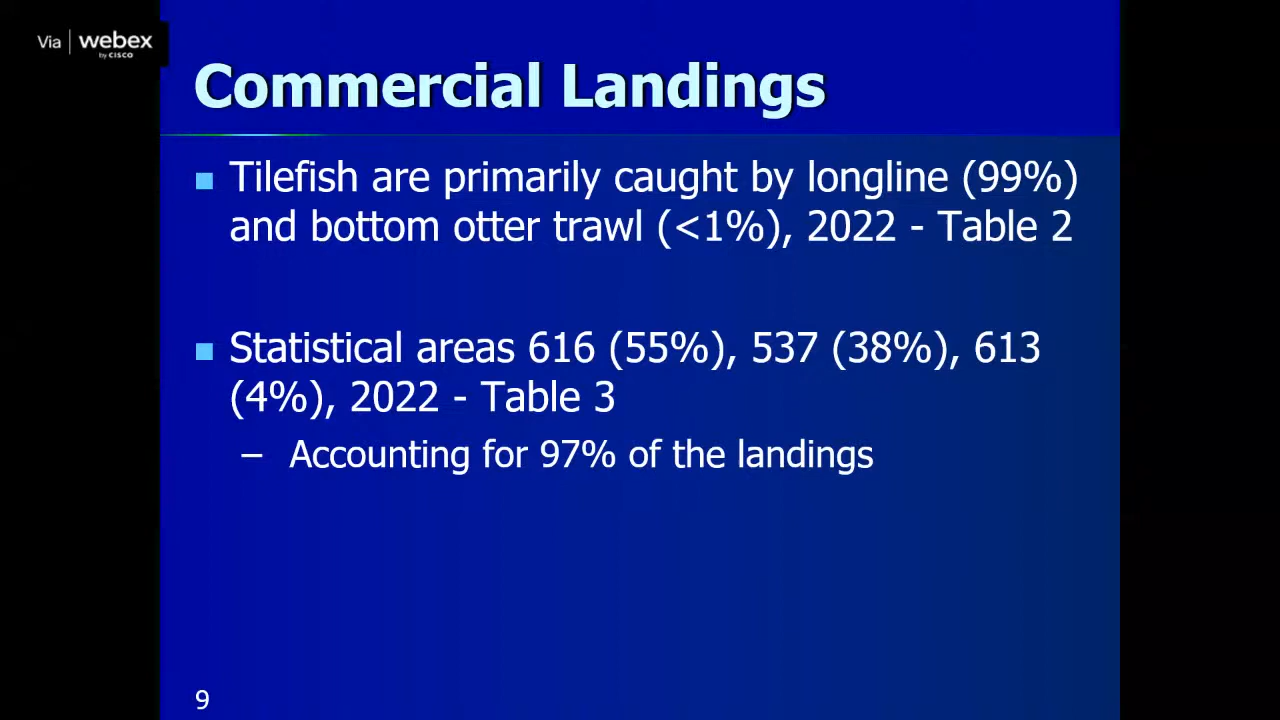 Via | webex
by CISCO
Commercial Landings
■ Tilefish are primarily caught by longline (99%)
and bottom otter trawl (<1%), 2022 - Table 2
■ Statistical areas 616 (55%), 537 (38%), 613
(4%), 2022 - Table 3
– Accounting for 97% of the landings
9